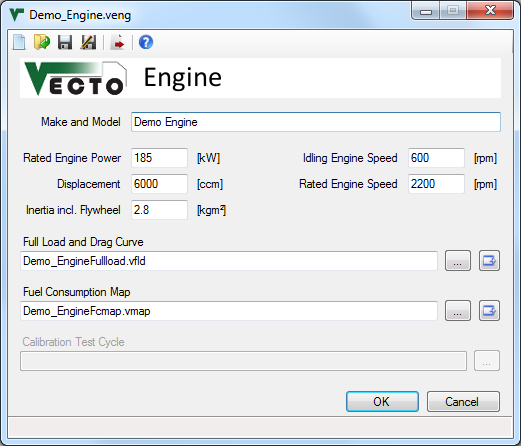 Demo_Engine.veng
VECTO Engine
Make and Model Demo Engine
Rated Engine Power 185 [kW] Idling Engine Speed 600 [rpm]
Displacement 6000 [ccm] Rated Engine Speed 2200 [rpm]
Inertia incl. Flywheel 2.8 [kgm²]
Full Load and Drag Curve
Demo_EngineFullload.vfld ...
Fuel Consumption Map
Demo_EngineFcmap.vmap ...
Calibration Test Cycle
...
OK Cancel